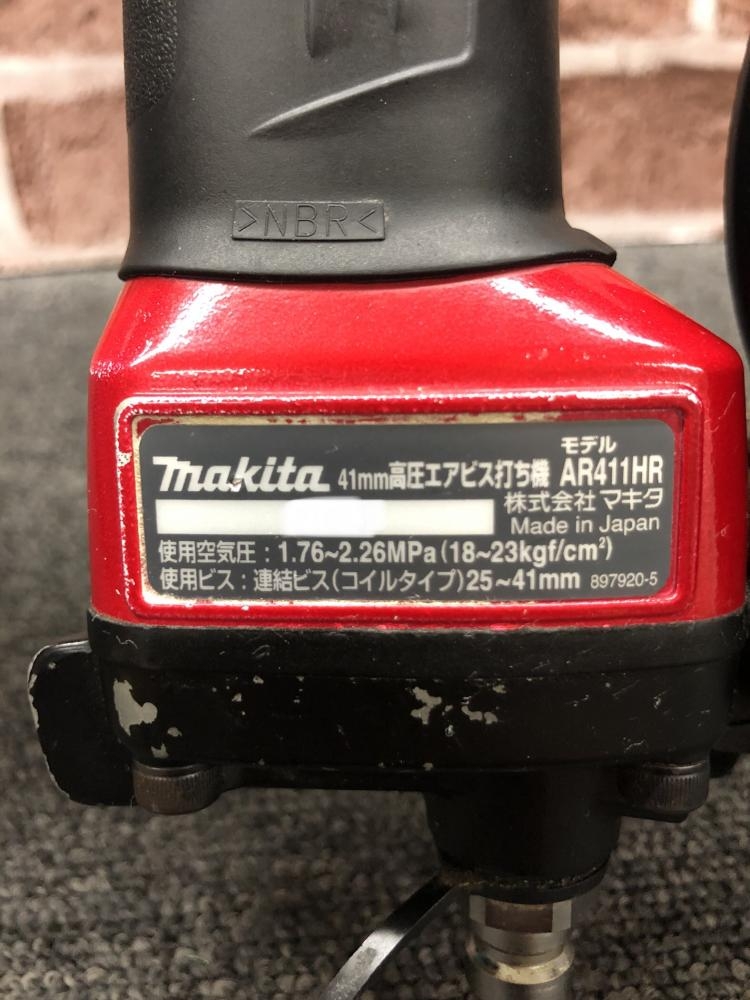 >NBR<
モデル
makita 41mm高圧エアビス打ち機 AR411HR
株式会社 マキタ
Made in Japan
使用空気圧：1.76~2.26MPa(18~23kgf/cm²)
使用ビス：連結ビス(コイルタイプ)25~41mm 897920-5